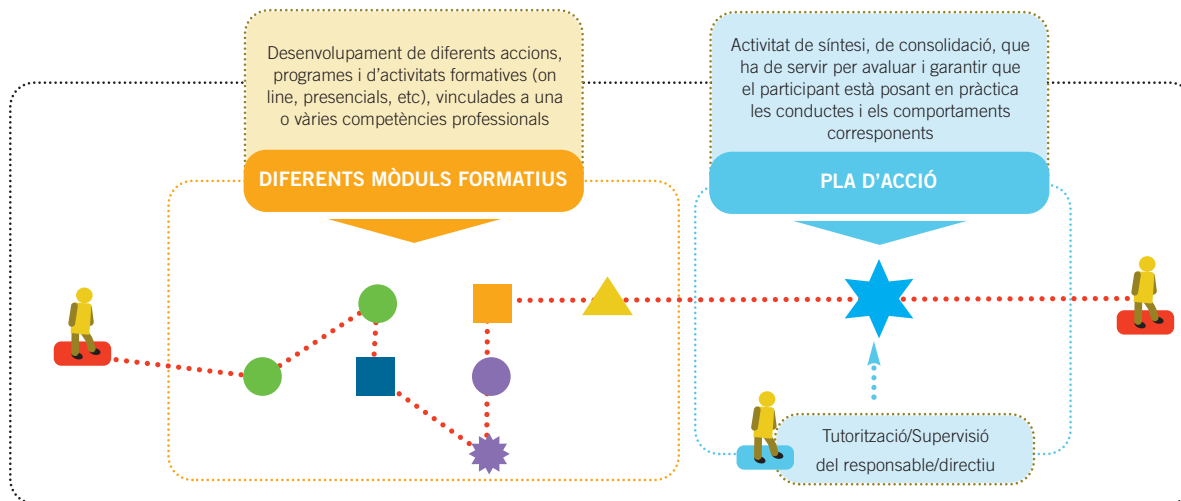 Desenvolupament de diferents accions,
programes i d'activitats formatives (on
line, presencials, etc), vinculades a una
o vàries competències professionals
DIFERENTS MÒDULS FORMATIUS
Activitat de síntesi, de consolidació, que
ha de servir per avaluar i garantir que
el participant està posant en pràctica
les conductes i els comportaments
corresponents
PLA D'ACCIÓ
Tutorització/Supervisió
del responsable/directiu